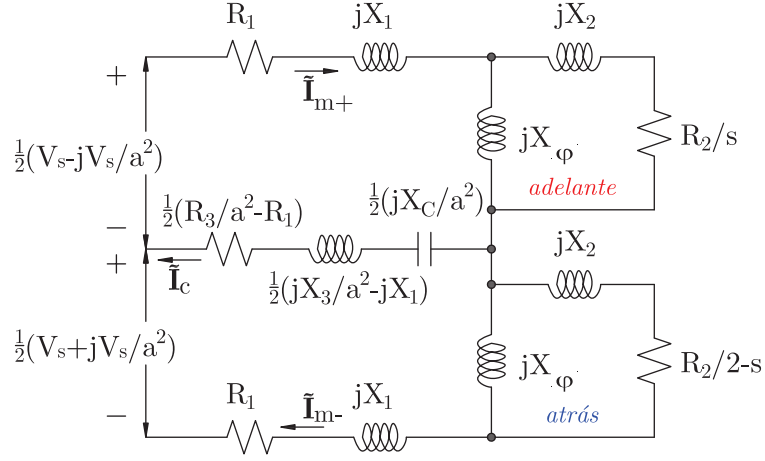 R₁
jX₁
jX₂
+
Ĩₘ₊
½(Vₛ-jVₛ/a²)
jXᵩ
R₂/s
adelante
−
½(R₃/a²-R₁)
½(jX_C/a²)
+
Ĩ_c
½(jX₃/a²-jX₁)
jX₂
½(Vₛ+jVₛ/a²)
jXᵩ
R₂/2-s
−
R₁
Ĩₘ₋
jX₁
atrás